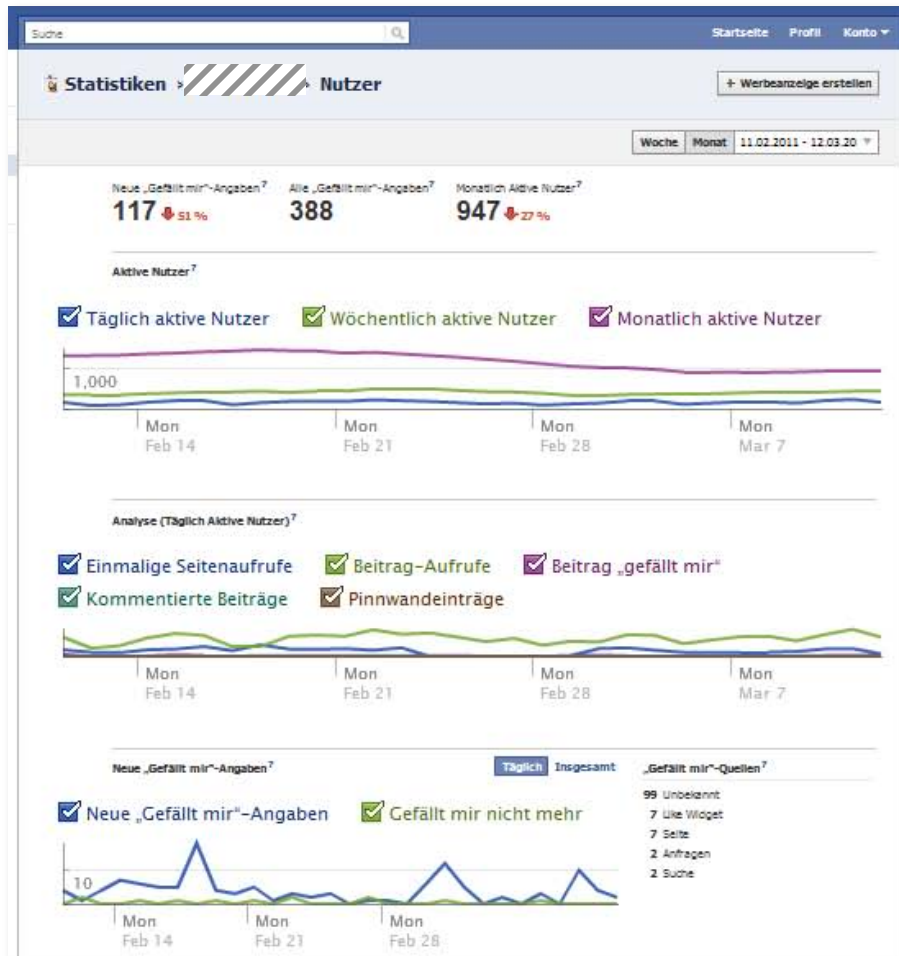 Suche
Startseite Profil Konto
Statistiken › › Nutzer
+ Werbeanzeige erstellen
Woche Monat 11.02.2011 - 12.03.20
Neue „Gefällt mir"-Angaben? Alle „Gefällt mir"-Angaben? Monatlich Aktive Nutzer?
117 51 % 388 947 27 %
Aktive Nutzer?
Täglich aktive Nutzer Wöchentlich aktive Nutzer Monatlich aktive Nutzer
1,000
Mon Mon Mon Mon
Feb 14 Feb 21 Feb 28 Mar 7
Analyse (Täglich Aktive Nutzer)?
Einmalige Seitenaufrufe Beitrag-Aufrufe Beitrag „gefällt mir“
Kommentierte Beiträge Pinnwandeinträge
Mon Mon Mon Mon
Feb 14 Feb 21 Feb 28 Mar 7
Neue „Gefällt mir"-Angaben? Täglich Insgesamt
Neue „Gefällt mir“-Angaben Gefällt mir nicht mehr
10
Mon Mon Mon
Feb 14 Feb 21 Feb 28
„Gefällt mir"-Quellen?
99 Unbekannt
7 Like Widget
7 Seite
2 Anfragen
2 Suche